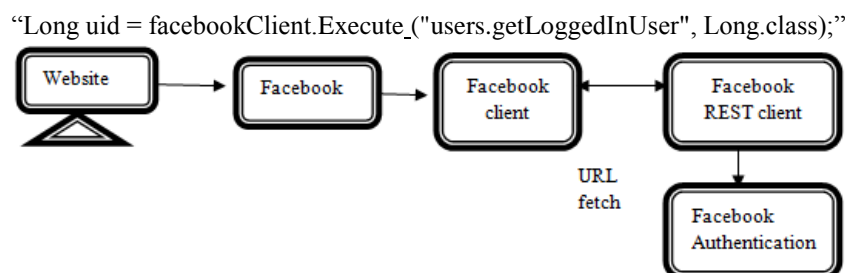 “Long uid = facebookClient.Execute ("users.getLoggedInUser", Long.class);”
Website
Facebook
Facebook
client
Facebook
REST client
URL
fetch
Facebook
Authentication